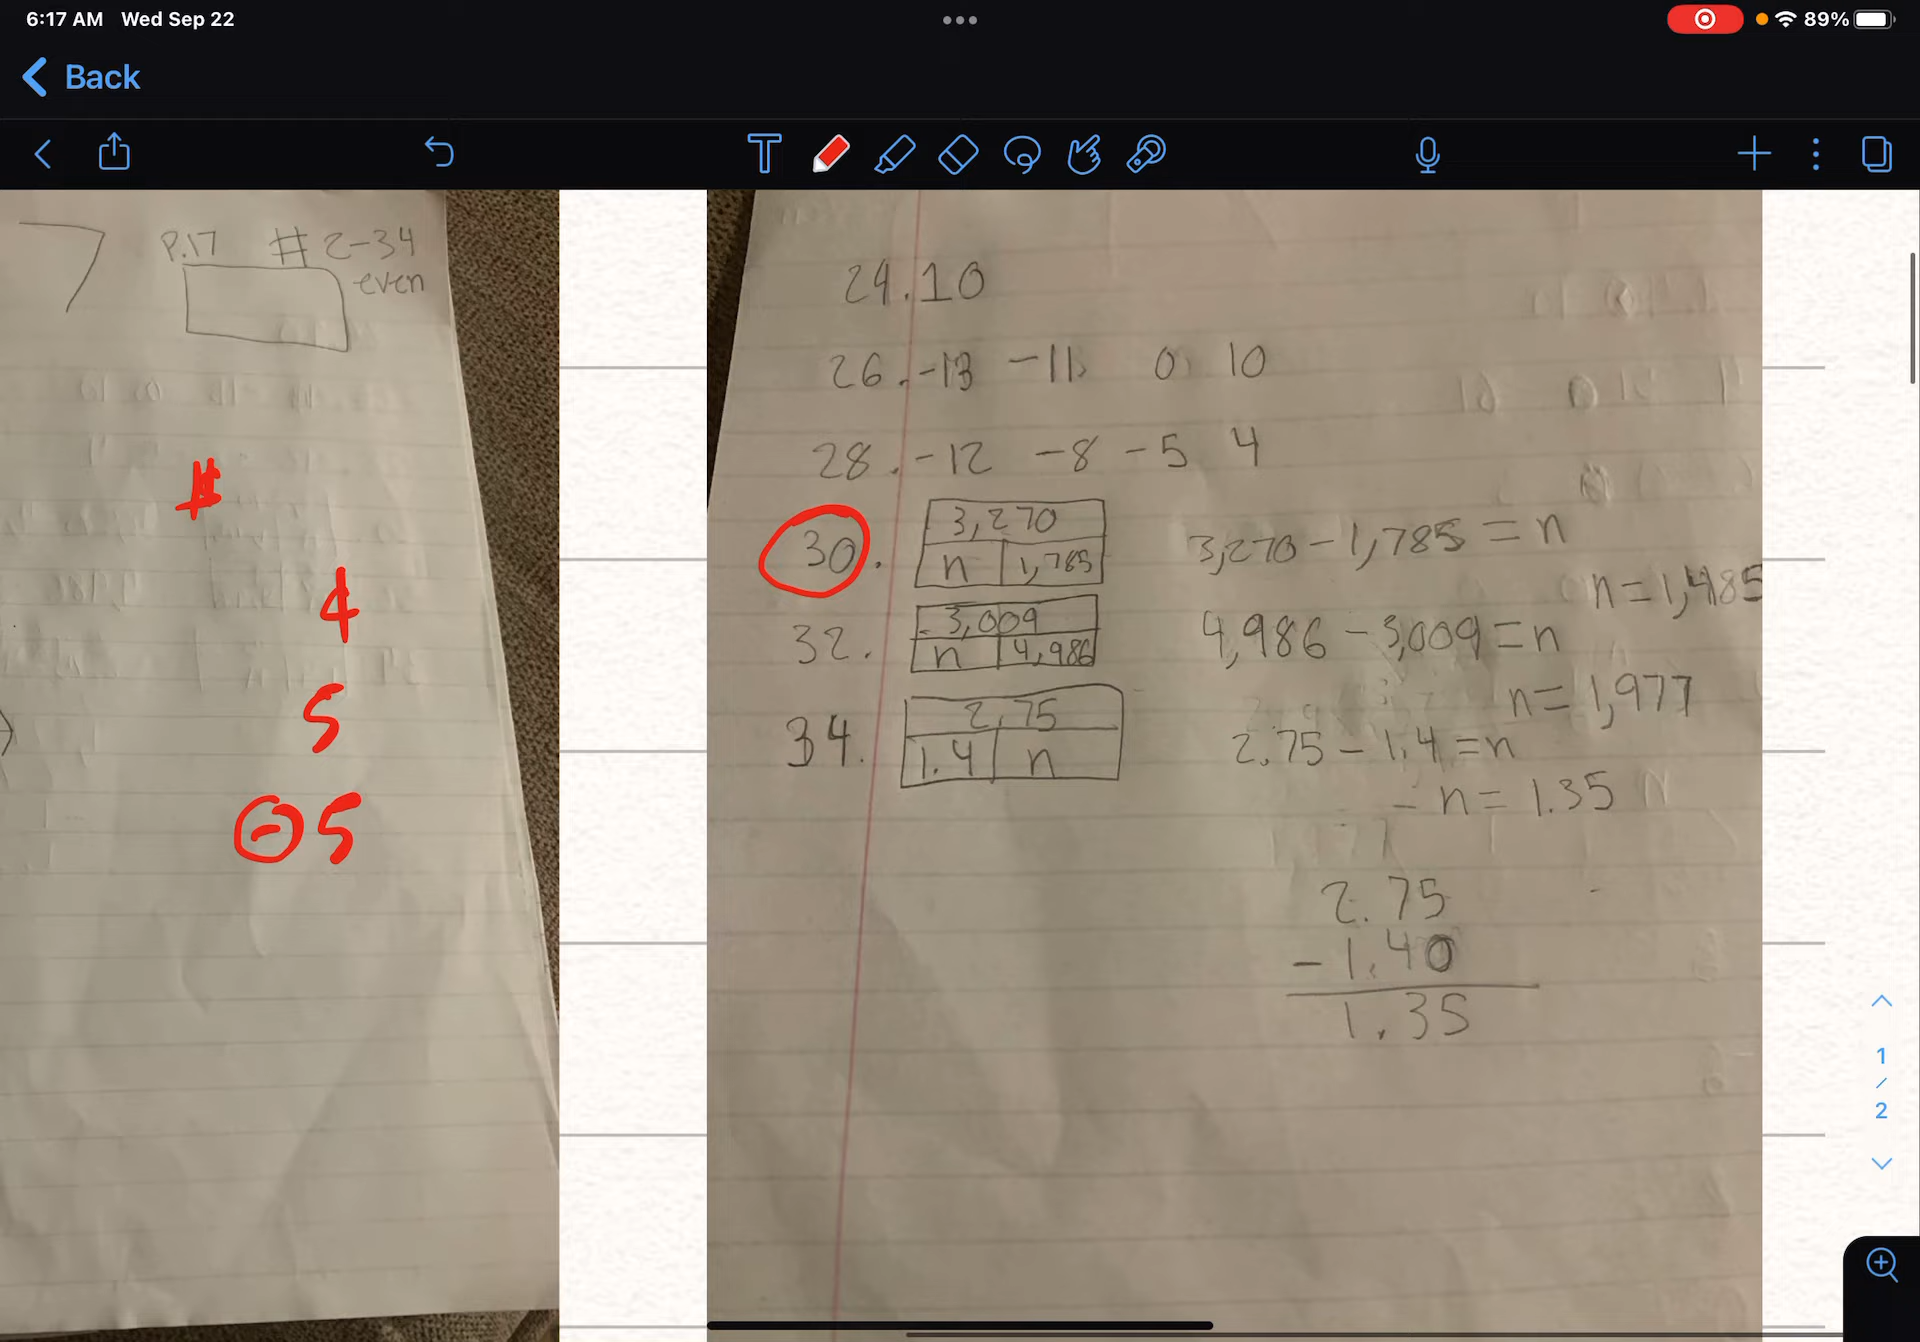 6:17 AM Wed Sep 22
89%
Back
T
P.17 # 2-34
even
#
4
5
-5
24. 10
26. -13 -11 0 10
28. -12 -8 -5 4
30. 3,270
n 1,785
3,270 - 1,785 = n
n = 1,485
32. 3,009
n 4,986
4,986 - 3,009 = n
n = 1,977
34. 2.75
1.4 n
2.75 - 1.4 = n
n = 1.35
2.75
- 1.40
1.35
1
/
2